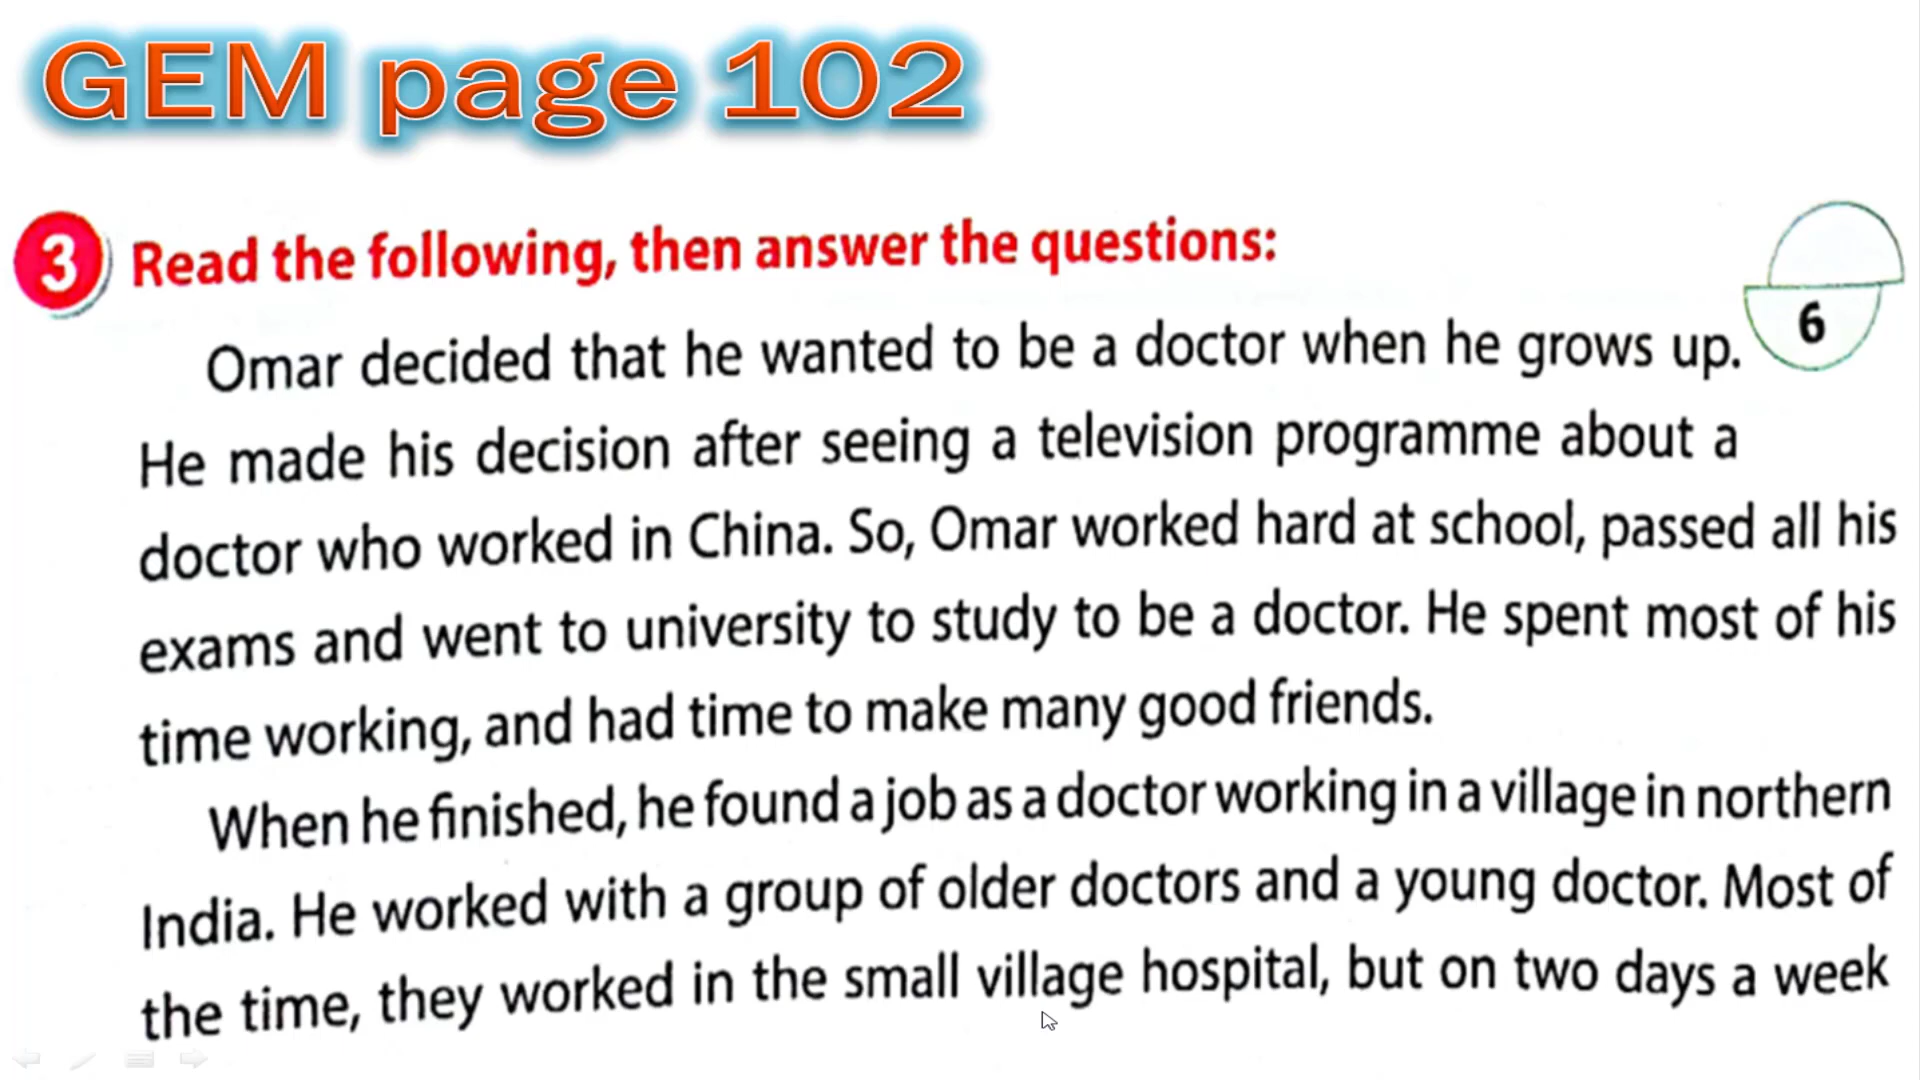 GEM page 102
3 Read the following, then answer the questions:
6
Omar decided that he wanted to be a doctor when he grows up.
He made his decision after seeing a television programme about a
doctor who worked in China. So, Omar worked hard at school, passed all his
exams and went to university to study to be a doctor. He spent most of his
time working, and had time to make many good friends.
When he finished, he found a job as a doctor working in a village in northern
India. He worked with a group of older doctors and a young doctor. Most of
the time, they worked in the small village hospital, but on two days a week